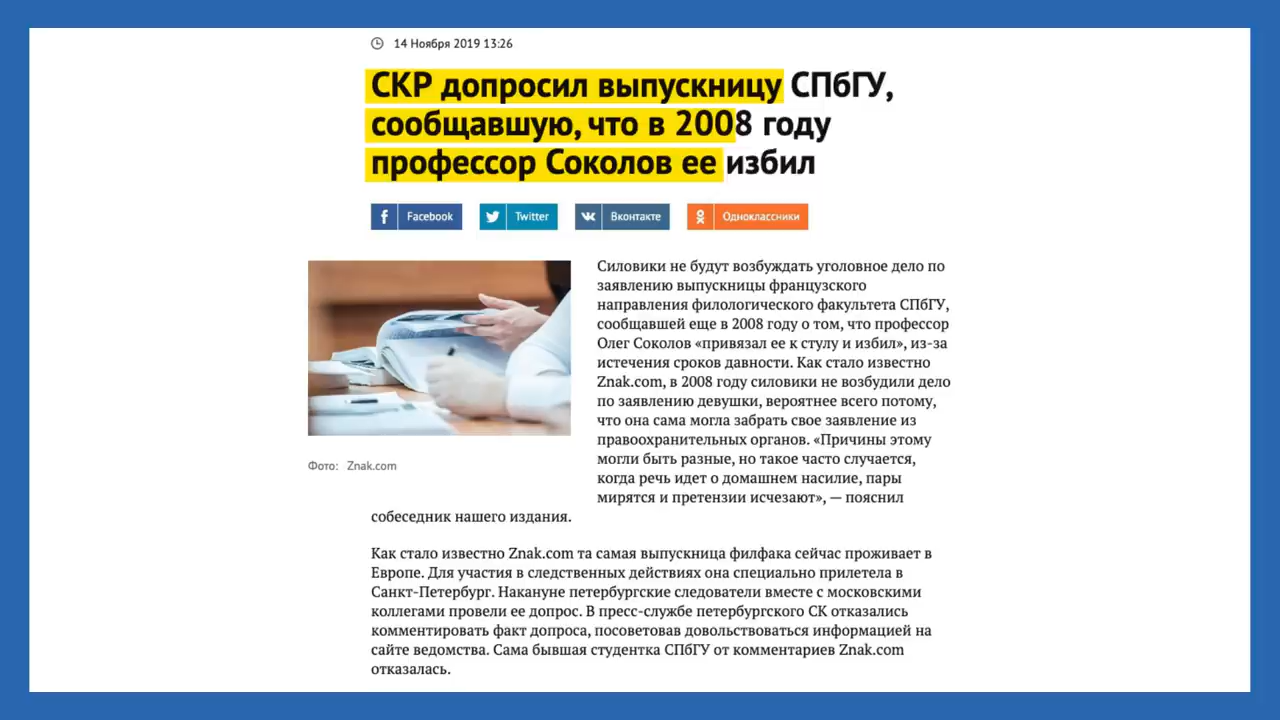 14 Ноября 2019 13:26
СКР допросил выпускницу СПбГУ,
сообщавшую, что в 2008 году
профессор Соколов ее избил
Facebook
Twitter
Вконтакте
Одноклассники
Силовики не будут возбуждать уголовное дело по
заявлению выпускницы французского
направления филологического факультета СПбГУ,
сообщавшей еще в 2008 году о том, что профессор
Олег Соколов «привязал ее к стулу и избил», из-за
истечения сроков давности. Как стало известно
Znak.com, в 2008 году силовики не возбудили дело
по заявлению девушки, вероятнее всего потому,
что она сама могла забрать свое заявление из
правоохранительных органов. «Причины этому
могли быть разные, но такое часто случается,
когда речь идет о домашнем насилие, пары
мирятся и претензии исчезают», — пояснил
собеседник нашего издания.
Фото: Znak.com
Как стало известно Znak.com та самая выпускница филфака сейчас проживает в
Европе. Для участия в следственных действиях она специально прилетела в
Санкт-Петербург. Накануне петербургские следователи вместе с московскими
коллегами провели ее допрос. В пресс-службе петербургского СК отказались
комментировать факт допроса, посоветовав довольствоваться информацией на
сайте ведомства. Сама бывшая студентка СПбГУ от комментариев Znak.com
отказалась.